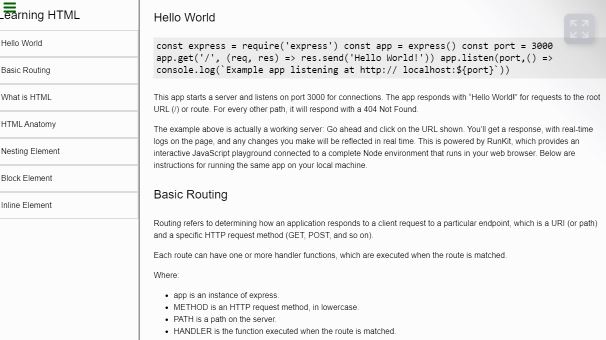 Learning HTML
Hello World
Basic Routing
What is HTML
HTML Anatomy
Nesting Element
Block Element
Inline Element
Hello World
const express = require('express') const app = express() const port = 3000
app.get('/', (req, res) => res.send('Hello World!')) app.listen(port,() =>
console.log(`Example app listening at http:// localhost:${port}`))
This app starts a server and listens on port 3000 for connections. The app responds with “Hello World!” for requests to the root
URL (/) or route. For every other path, it will respond with a 404 Not Found.
The example above is actually a working server: Go ahead and click on the URL shown. You'll get a response, with real-time
logs on the page, and any changes you make will be reflected in real time. This is powered by RunKit, which provides an
interactive JavaScript playground connected to a complete Node environment that runs in your web browser. Below are
instructions for running the same app on your local machine.
Basic Routing
Routing refers to determining how an application responds to a client request to a particular endpoint, which is a URI (or path)
and a specific HTTP request method (GET, POST, and so on).
Each route can have one or more handler functions, which are executed when the route is matched.
Where:
• app is an instance of express.
• METHOD is an HTTP request method, in lowercase.
• PATH is a path on the server.
• HANDLER is the function executed when the route is matched.